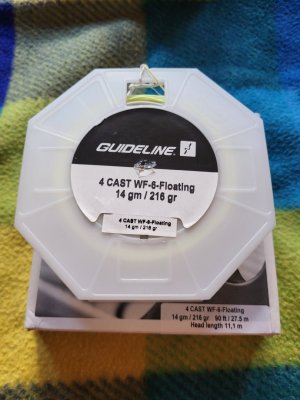 GUIDELINE
4 CAST WF-6-Floating
14 gm / 216 gr
4 CAST WF-6-Floating
14 gm / 216 gr
4 CAST WF-6-Floating
14 gm / 216 gr 90 ft / 27.5 m
Head length 11,1 m